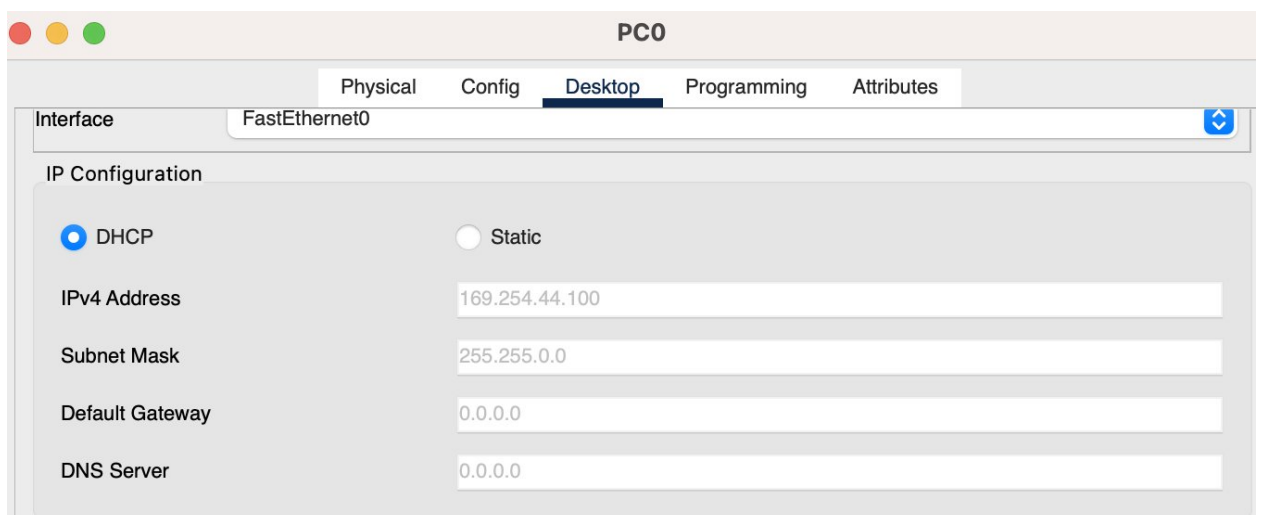 PC0
Physical Config Desktop Programming Attributes
Interface FastEthernet0
IP Configuration
DHCP Static
IPv4 Address 169.254.44.100
Subnet Mask 255.255.0.0
Default Gateway 0.0.0.0
DNS Server 0.0.0.0